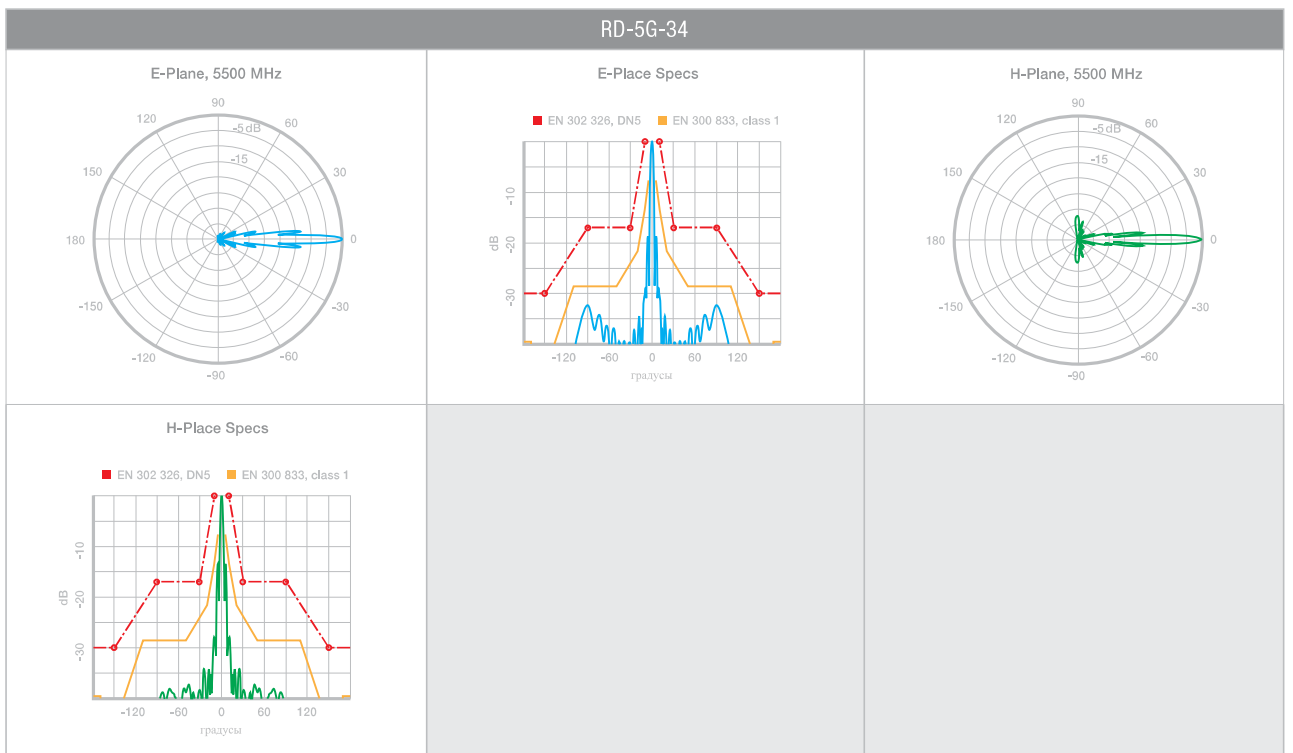 RD-5G-34
E-Plane, 5500 MHz
90
120
60
-5 dB
-15
150
30
180
0
-150
-30
-120
-60
-90
E-Place Specs
EN 302 326, DN5 EN 300 833, class 1
-10
-20
-30
dB
-120 -60 0 60 120
градусы
H-Plane, 5500 MHz
90
120
60
-5 dB
-15
150
30
180
0
-150
-30
-120
-60
-90
H-Place Specs
EN 302 326, DN5 EN 300 833, class 1
-10
-20
-30
dB
-120 -60 0 60 120
градусы